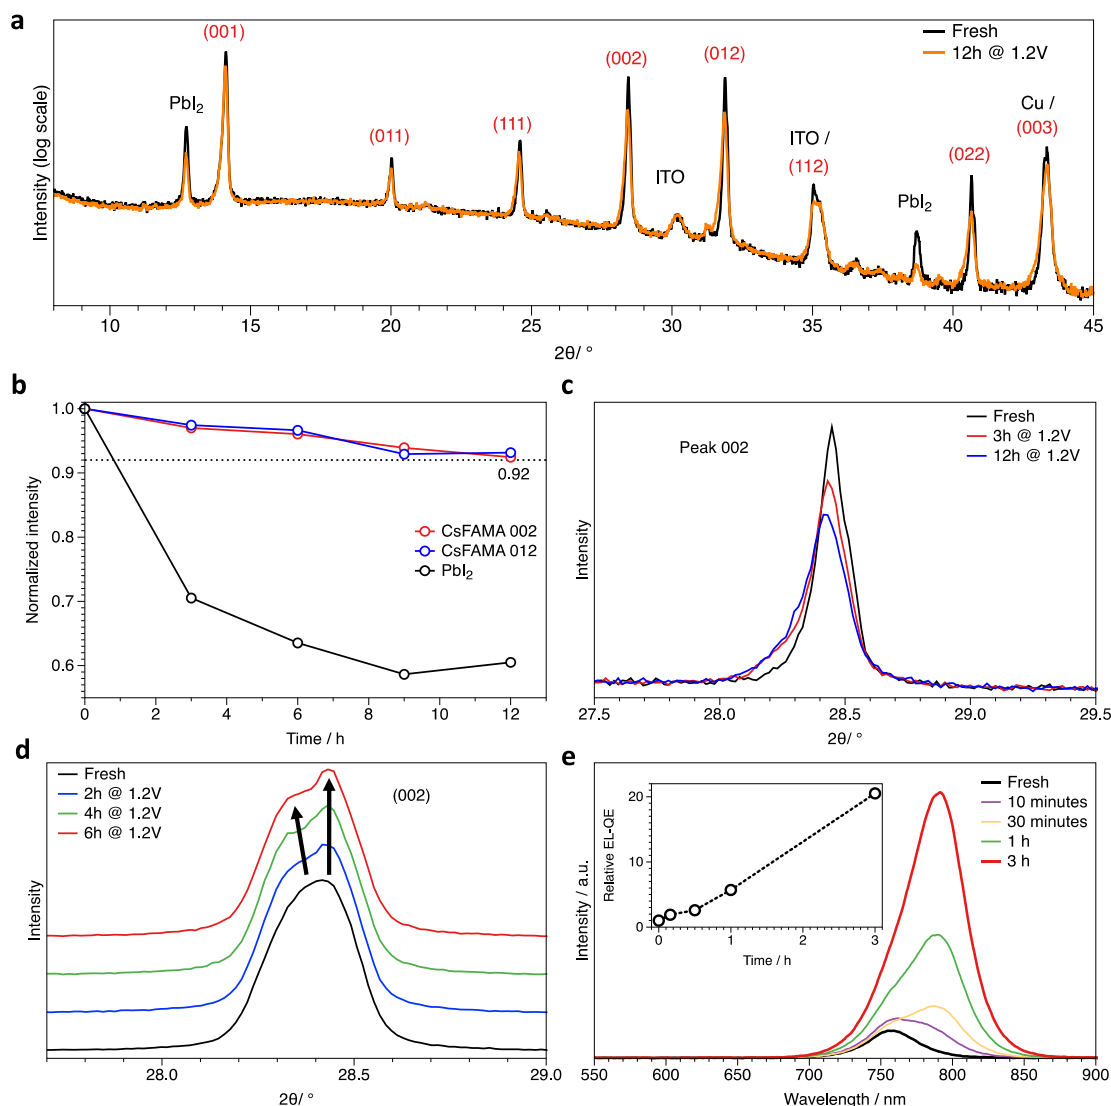 a
Intensity (log scale)
(001)
PbI2
(011)
(111)
(002)
ITO
(012)
ITO /
(112)
PbI2
(022)
Cu /
(003)
Fresh
12h @ 1.2V
10 15 20 25 30 35 40 45
2θ/ °
b
Normalized intensity
1.0
0.9
0.8
0.7
0.6
0.92
CsFAMA 002
CsFAMA 012
PbI2
0 2 4 6 8 10 12
Time / h
c
Intensity
Peak 002
Fresh
3h @ 1.2V
12h @ 1.2V
27.5 28.0 28.5 29.0 29.5
2θ/ °
d
Intensity
Fresh
2h @ 1.2V
4h @ 1.2V
6h @ 1.2V
(002)
28.0 28.5 29.0
2θ/ °
e
Intensity / a.u.
Relative EL-QE
20
10
0
0 1 2 3
Time / h
Fresh
10 minutes
30 minutes
1 h
3 h
550 600 650 700 750 800 850 900
Wavelength / nm